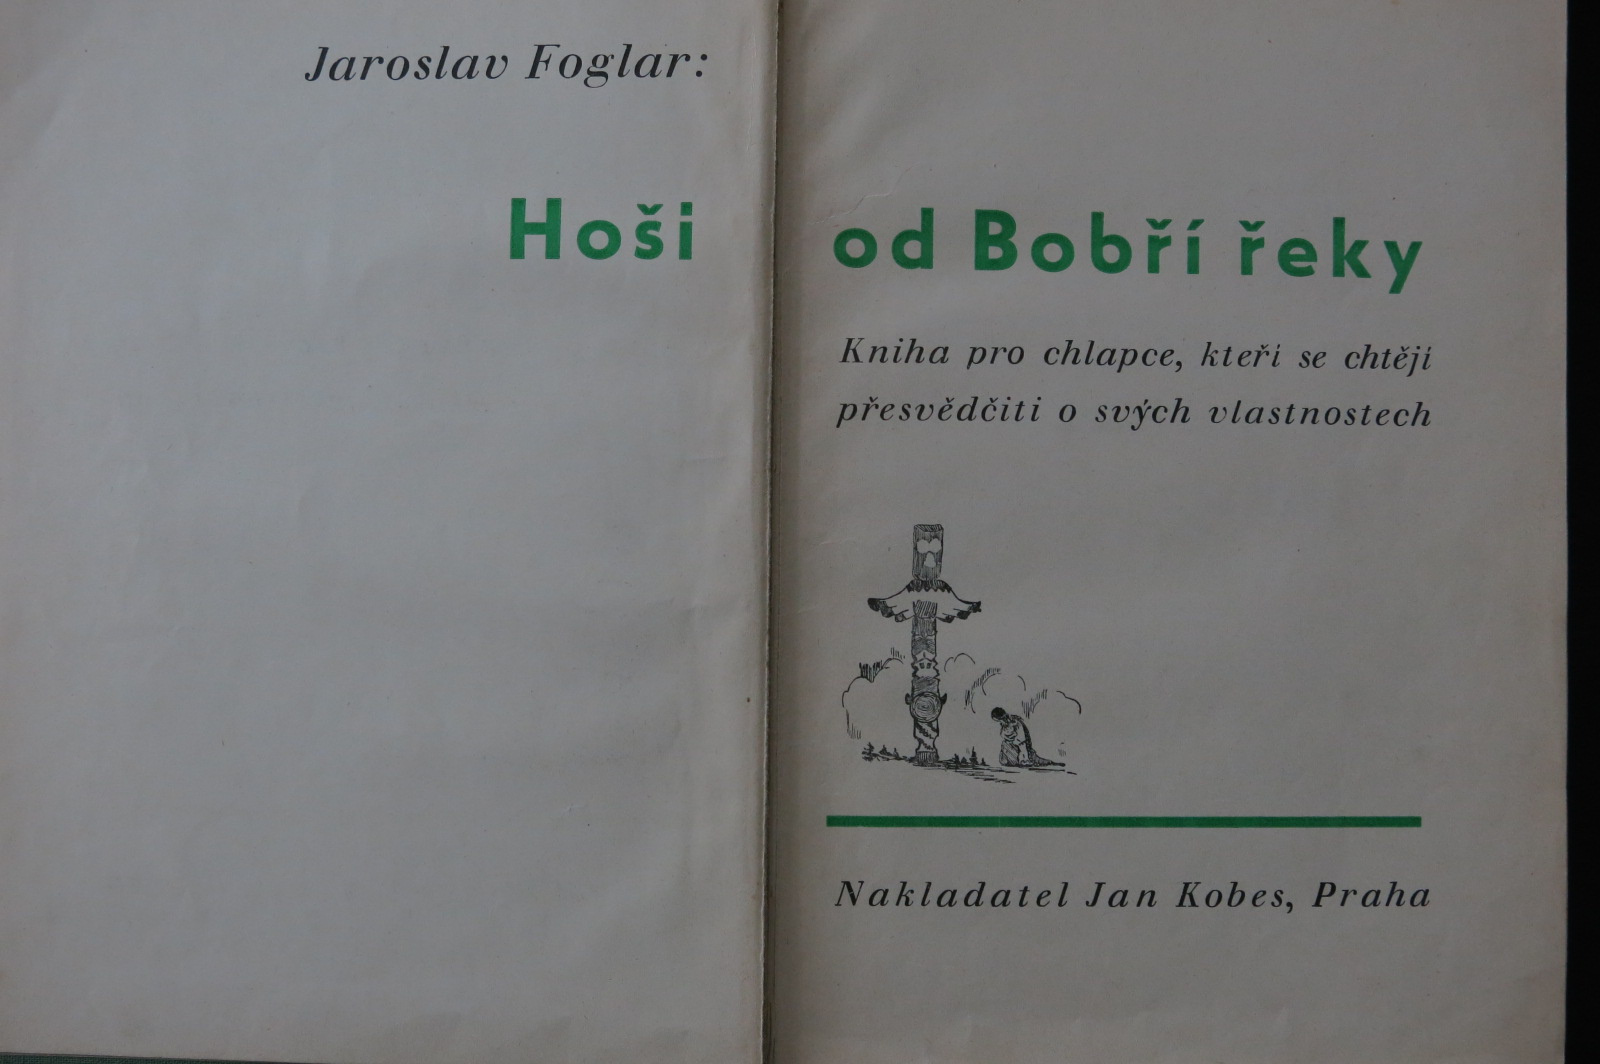 Jaroslav Foglar:
Hoši od Bobří řeky
Kniha pro chlapce, kteří se chtějí
přesvědčiti o svých vlastnostech
Nakladatel Jan Kobes, Praha